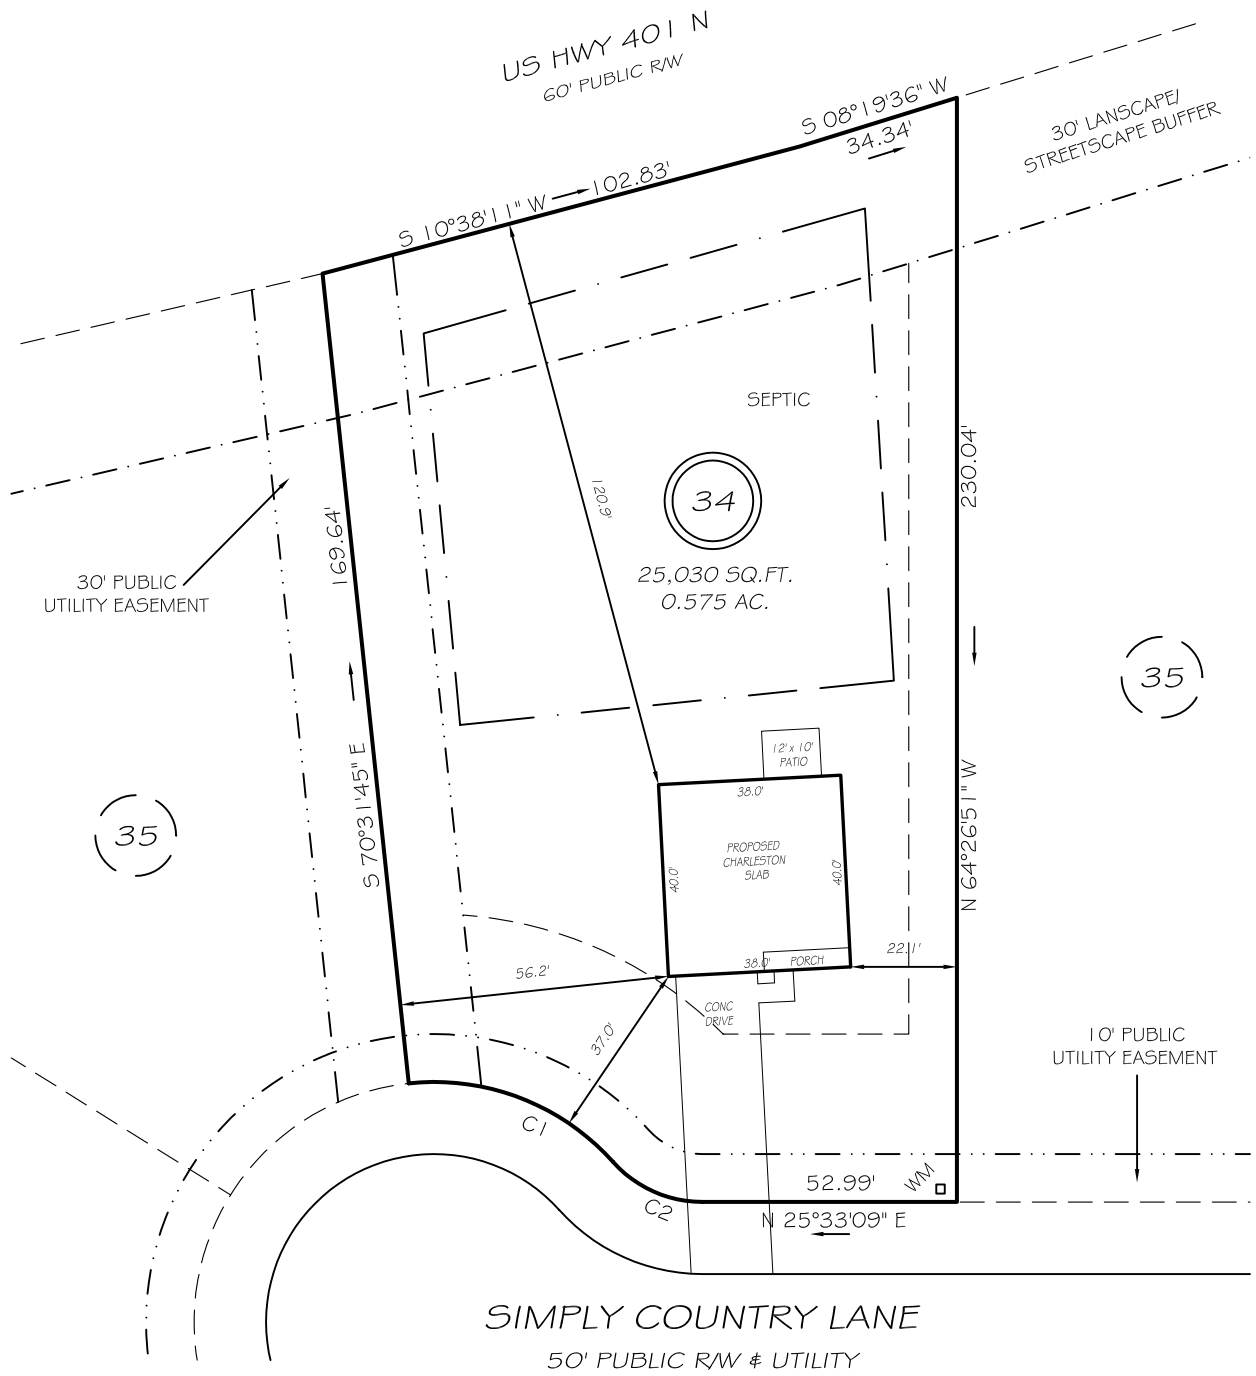 US HWY 401 N
60' PUBLIC R/W
S 08°19'36" W
34.34'
30' LANSCAPE/
STREETSCAPE BUFFER
S 10°38'11" W
102.83'
SEPTIC
230.04'
34
120.9'
169.64'
25,030 SQ.FT.
0.575 AC.
30' PUBLIC
UTILITY EASEMENT
35
12' x 10'
PATIO
38.0'
S 70°31'45" E
35
N 64°26'51" W
PROPOSED
CHARLESTON
SLAB
40.0'
40.0'
22.1'
38.0'
PORCH
56.2'
CONC
DRIVE
37.0'
10' PUBLIC
UTILITY EASEMENT
C1
WM
52.99'
C2
N 25°33'09" E
SIMPLY COUNTRY LANE
50' PUBLIC R/W & UTILITY